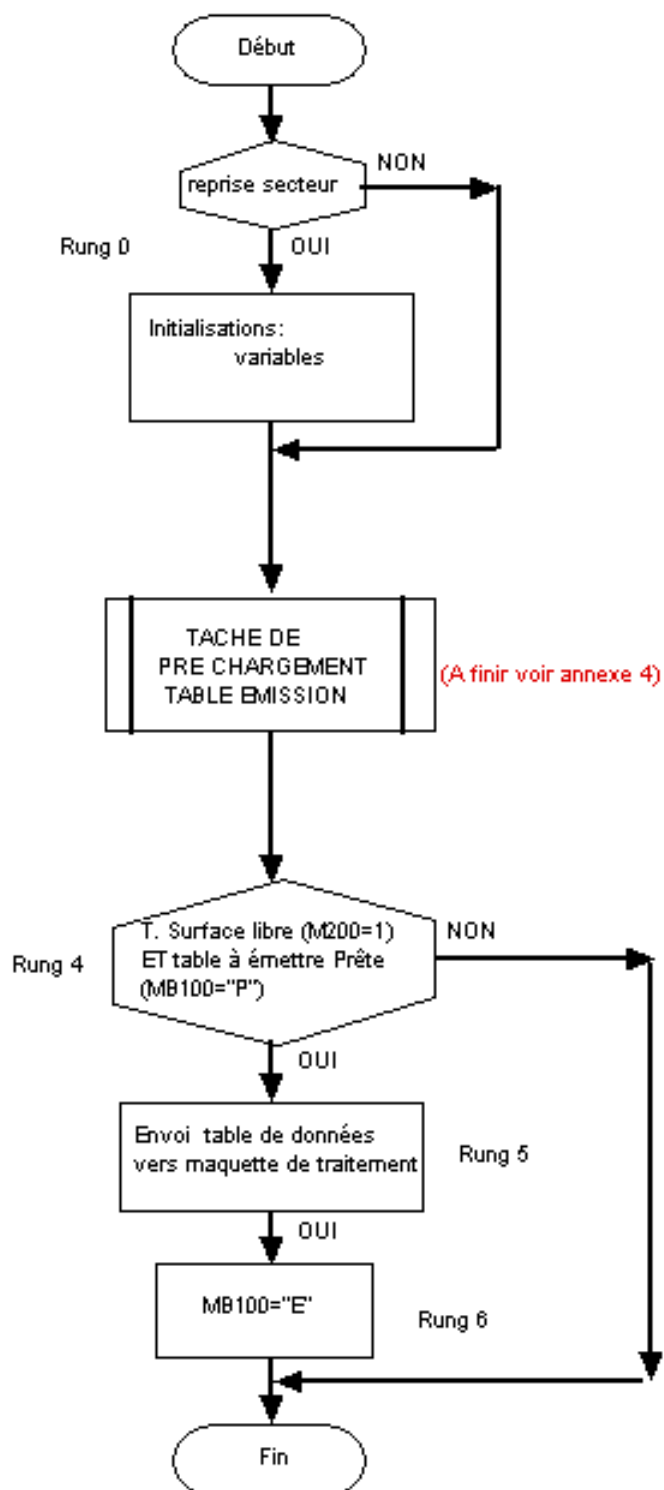 Début
reprise secteur
NON
Rung 0
OUI
Initialisations:
variables
TACHE DE
PRE CHARGEMENT
TABLE EMISSION
(A finir voir annexe 4)
T. Surface libre (M200=1)
ET table à émettre Prête
(MB100="P")
NON
Rung 4
OUI
Envoi table de données
vers maquette de traitement
Rung 5
OUI
MB100="E"
Rung 6
Fin